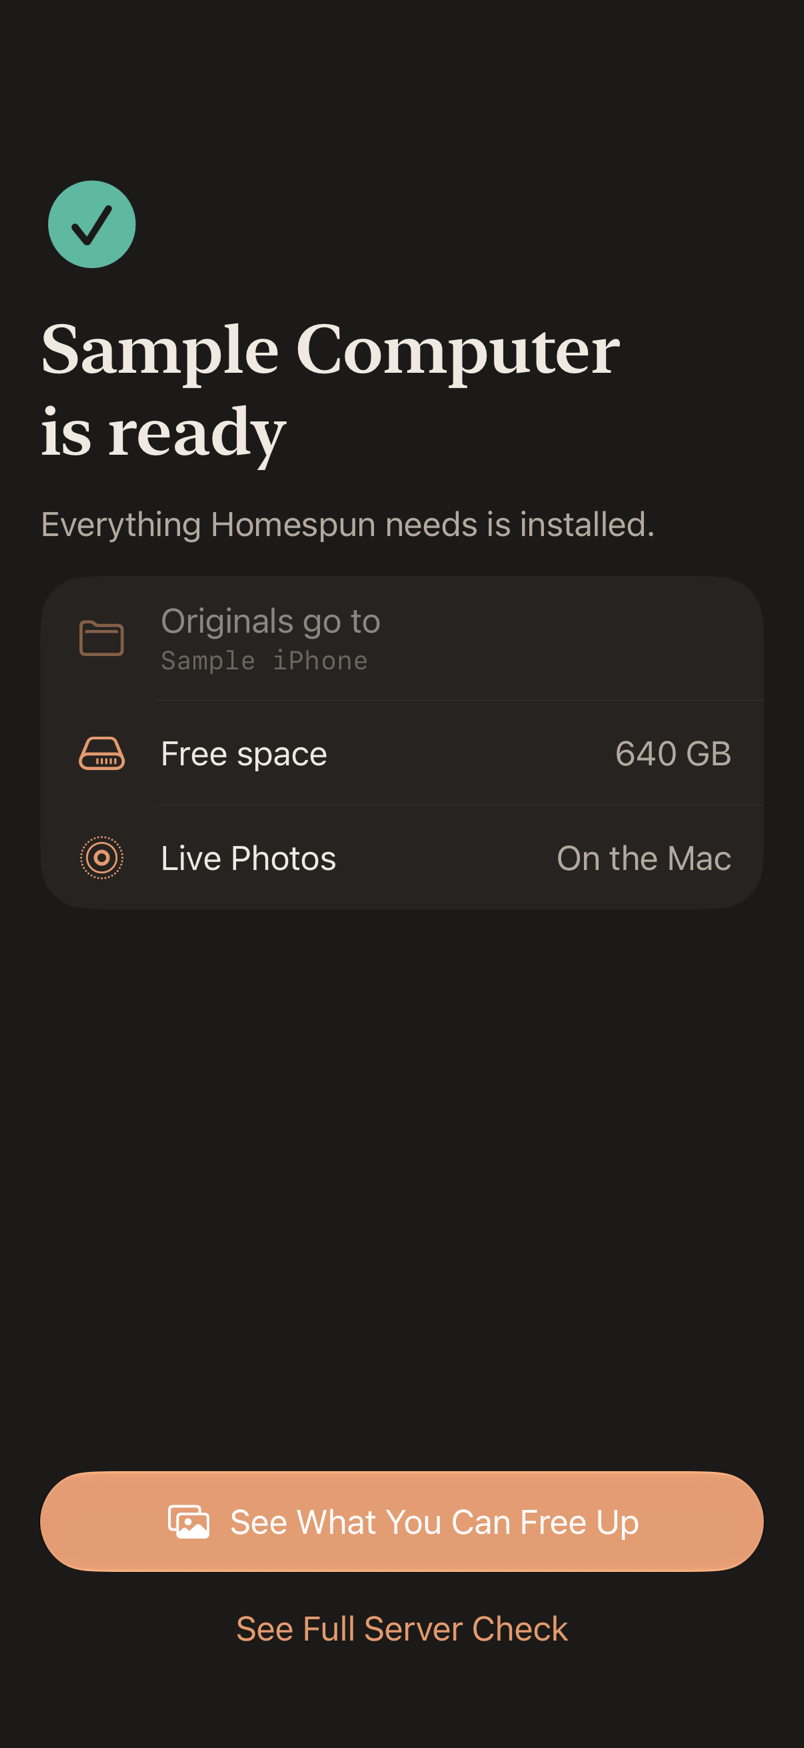 Sample Computer
is ready
Everything Homespun needs is installed.
Originals go to
Sample iPhone
Free space 640 GB
Live Photos On the Mac
See What You Can Free Up
See Full Server Check